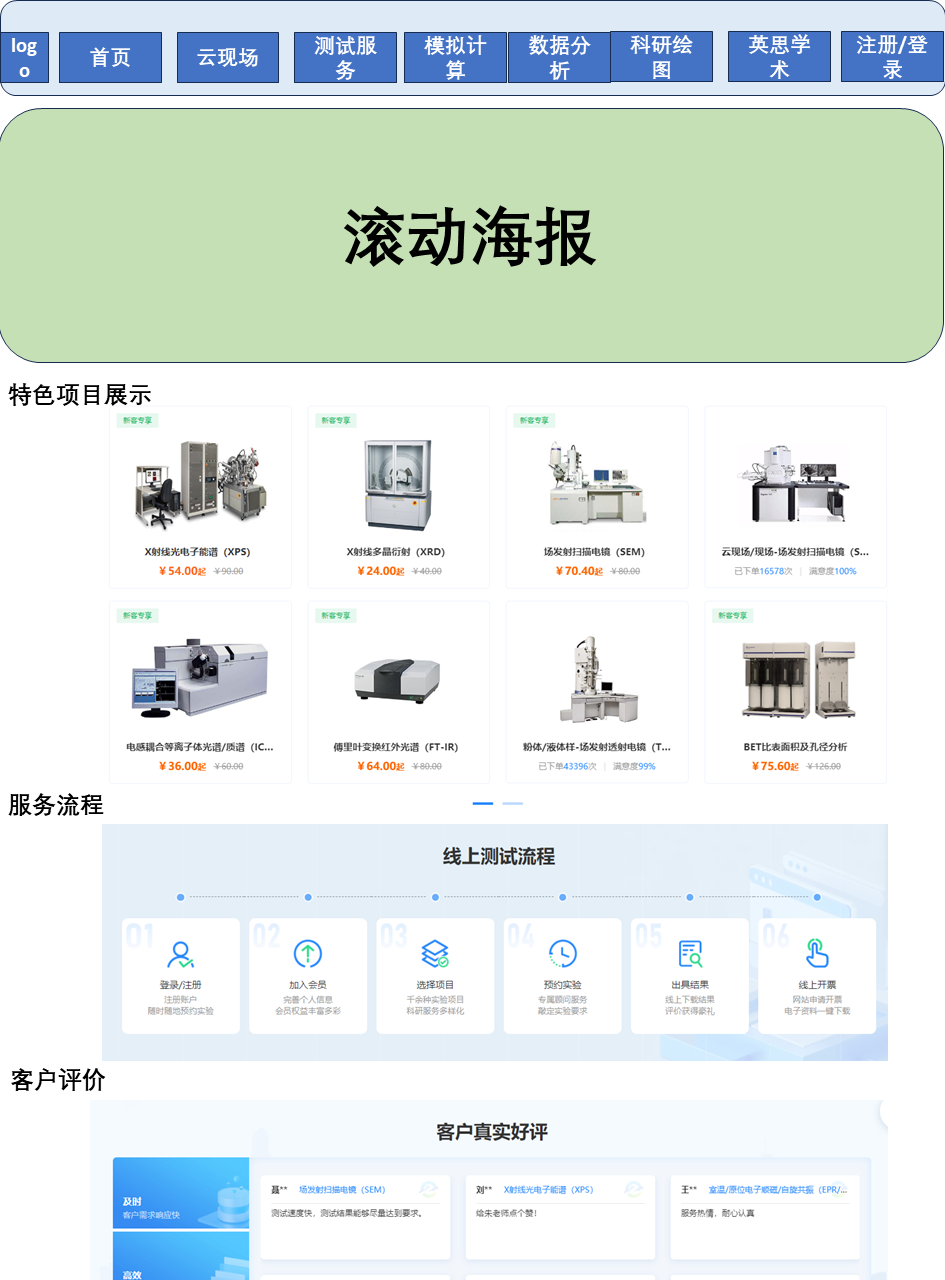 logo
首页
云现场
测试服务
模拟计算
数据分析
科研绘图
英思学术
注册/登录
滚动海报
特色项目展示
新客专享
X射线光电子能谱（XPS）
￥54.00起 ￥90.00
新客专享
X射线多晶衍射（XRD）
￥24.00起 ￥40.00
新客专享
场发射扫描电镜（SEM）
￥70.40起 ￥80.00
云现场/现场-场发射扫描电镜（S...
已下单16578次 | 满意度100%
新客专享
电感耦合等离子体光谱/质谱（IC...
￥36.00起 ￥60.00
新客专享
傅里叶变换红外光谱（FT-IR）
￥64.00起 ￥80.00
粉体/液体样-场发射透射电镜（T...
已下单43396次 | 满意度99%
新客专享
BET比表面积及孔径分析
￥75.60起 ￥126.00
服务流程
线上测试流程
01
登录/注册
注册账户
随时随地预约实验
02
加入会员
完善个人信息
会员权益丰富多彩
03
选择项目
千余种实验项目
科研服务多样化
04
预约实验
专属顾问服务
敲定实验要求
05
出具结果
线上下载结果
评价获得豪礼
06
线上开票
网站申请开票
电子资料一键下载
客户评价
客户真实好评
及时
客户需求响应快
高效
聂** 场发射扫描电镜（SEM）
测试速度快，测试结果能够尽量达到要求。
刘** X射线光电子能谱（XPS）
给朱老师点个赞！
王** 室温/原位电子顺磁/自旋共振（EPR/...
服务热情，耐心认真